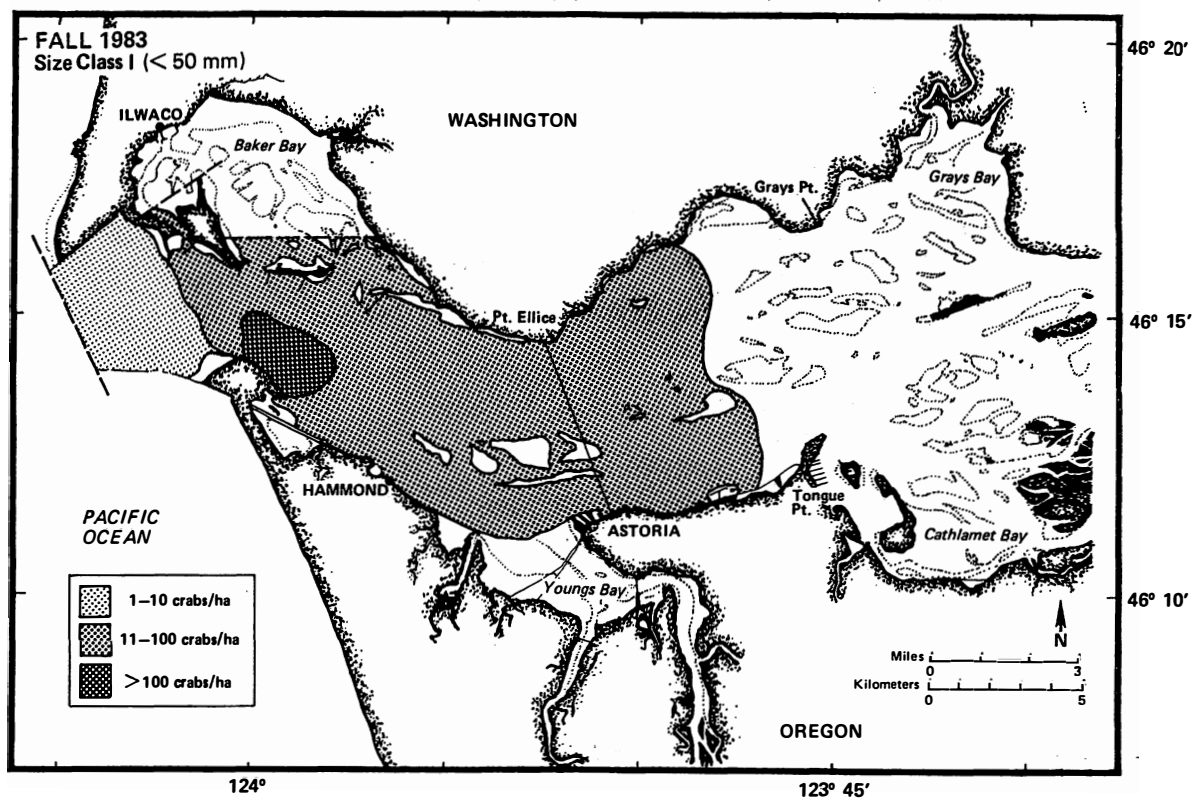 FALL 1983
Size Class I (< 50 mm)
46° 20'
ILWACO
WASHINGTON
Baker Bay
Grays Pt.
Grays Bay
Pt. Ellice
46° 15'
HAMMOND
PACIFIC
OCEAN
ASTORIA
Tongue
Pt.
Cathlamet Bay
Youngs Bay
46° 10'
1–10 crabs/ha
11–100 crabs/ha
>100 crabs/ha
N
Miles
0
3
Kilometers
0
5
OREGON
124°
123° 45'